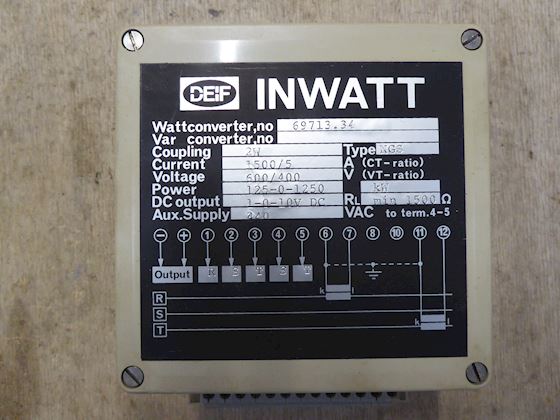 DEIF INWATT
Wattconverter,no 69713.34
Var converter,no
Coupling 2W Type
Current 1500/5 A (CT-ratio)
Voltage 600/400 V (VT-ratio)
Power 125-0-1250 kW
DC output 1-0-10V DC RL min 1500 Ω
Aux.Supply 440 VAC to term.4-5
- + 1 2 3 4 5 6 7 8 10 11 12
Output R S T S T
k l
R
S
k l
T